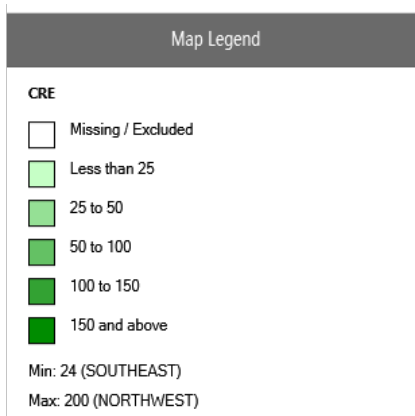 Map Legend
CRE
Missing / Excluded
Less than 25
25 to 50
50 to 100
100 to 150
150 and above
Min: 24 (SOUTHEAST)
Max: 200 (NORTHWEST)